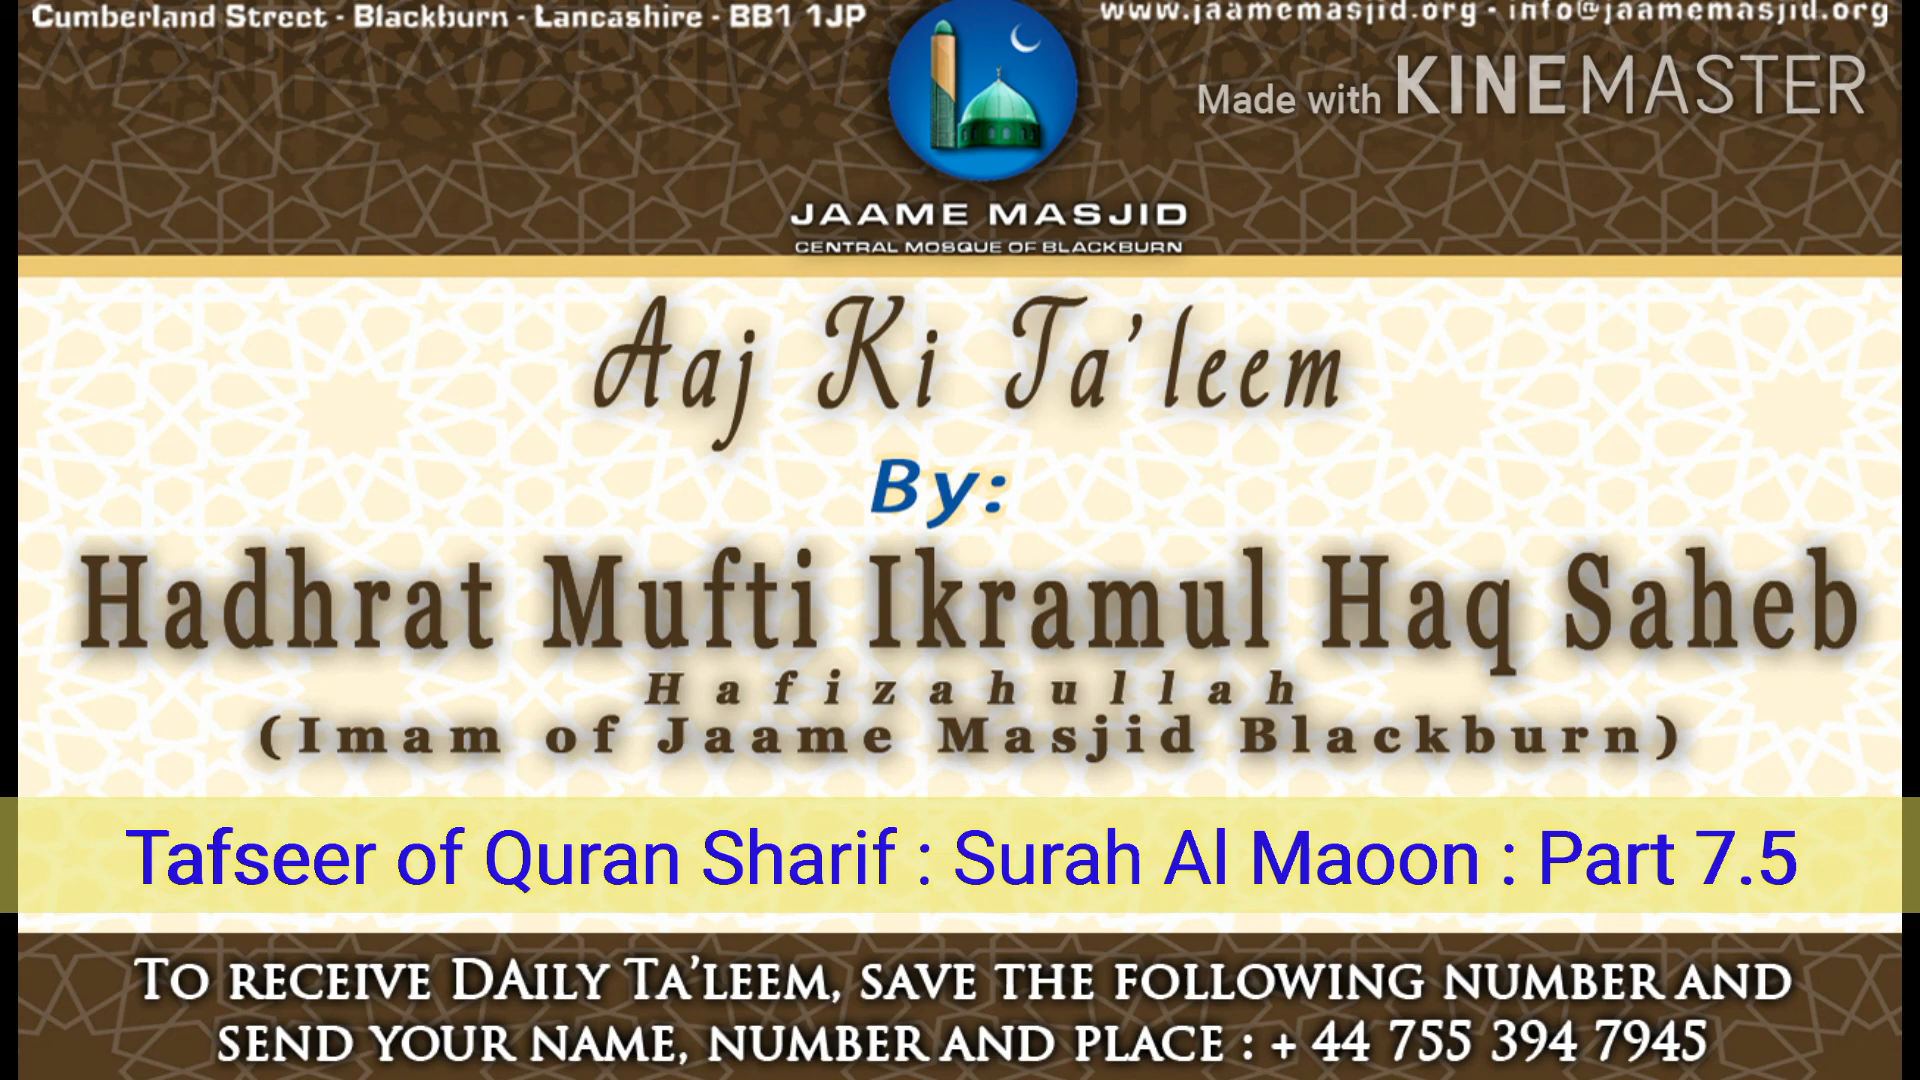 Cumberland Street - Blackburn - Lancashire - BB1 1JP
www.jaamemasjid.org - info@jaamemasjid.org
Made with KINEMASTER
JAAME MASJID
CENTRAL MOSQUE OF BLACKBURN
Aaj Ki Ta'leem
By:
Hadhrat Mufti Ikramul Haq Saheb
Hafizahullah
(Imam of Jaame Masjid Blackburn)
Tafseer of Quran Sharif : Surah Al Maoon : Part 7.5
To receive DAily Ta'leem, save the following number and
send your name, number and place : + 44 755 394 7945